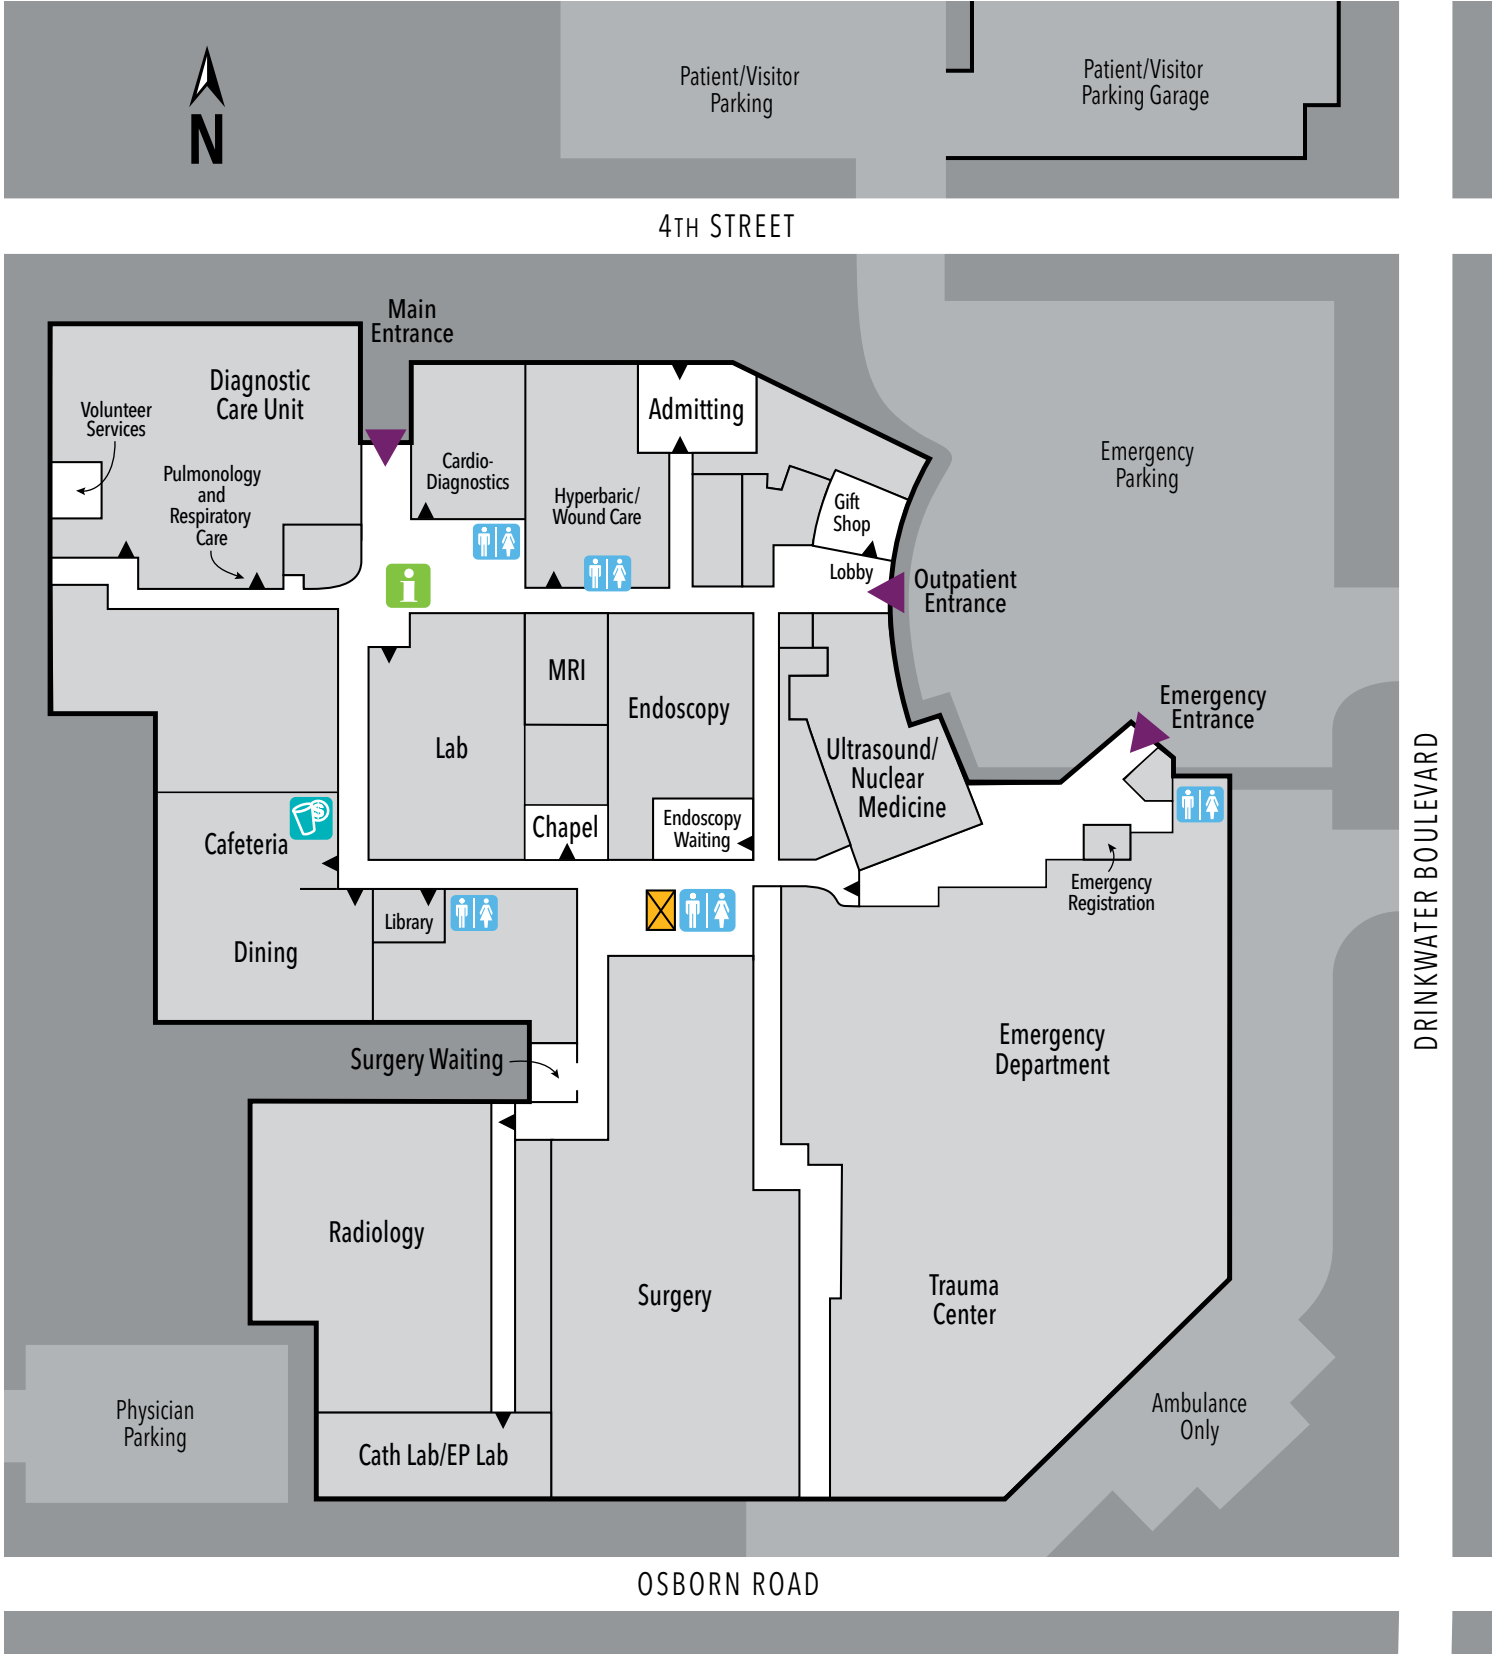 Patient/Visitor
Parking
Patient/Visitor
Parking Garage
N
4TH STREET
Main
Entrance
Diagnostic
Care Unit
Volunteer
Services
Admitting
Cardio-
Diagnostics
Pulmonology
and
Respiratory
Care
Hyperbaric/
Wound Care
Gift
Shop
Emergency
Parking
i
Lobby
Outpatient
Entrance
MRI
Endoscopy
Lab
Emergency
Entrance
Ultrasound/
Nuclear
Medicine
DRINKWATER BOULEVARD
$
Cafeteria
Chapel
Endoscopy
Waiting
Emergency
Registration
Library
Dining
Surgery Waiting
Emergency
Department
Radiology
Surgery
Trauma
Center
Physician
Parking
Ambulance
Only
Cath Lab/EP Lab
OSBORN ROAD